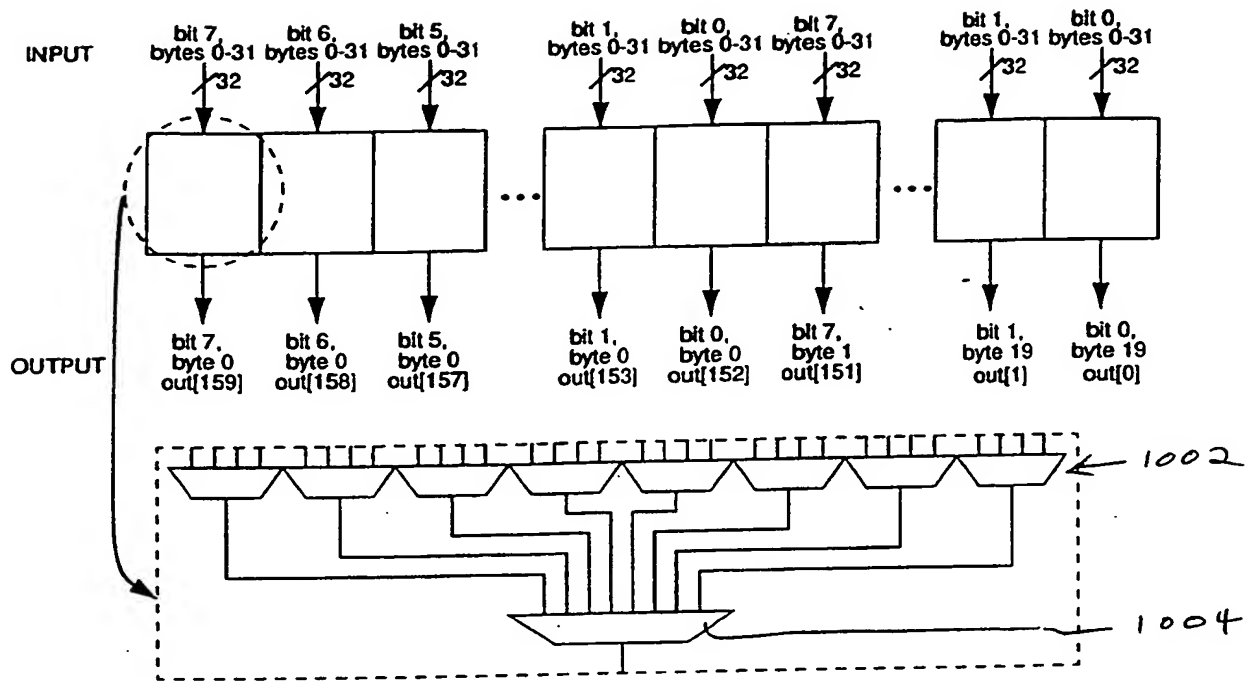 INPUT
bit 7,
bytes 0-31
32
bit 6,
bytes 0-31
32
bit 5,
bytes 0-31
32
...
bit 1,
bytes 0-31
32
bit 0,
bytes 0-31
32
bit 7,
bytes 0-31
32
...
bit 1,
bytes 0-31
32
bit 0,
bytes 0-31
32
OUTPUT
bit 7,
byte 0
out[159]
bit 6,
byte 0
out[158]
bit 5,
byte 0
out[157]
bit 1,
byte 0
out[153]
bit 0,
byte 0
out[152]
bit 7,
byte 1
out[151]
bit 1,
byte 19
out[1]
bit 0,
byte 19
out[0]
1002
1004